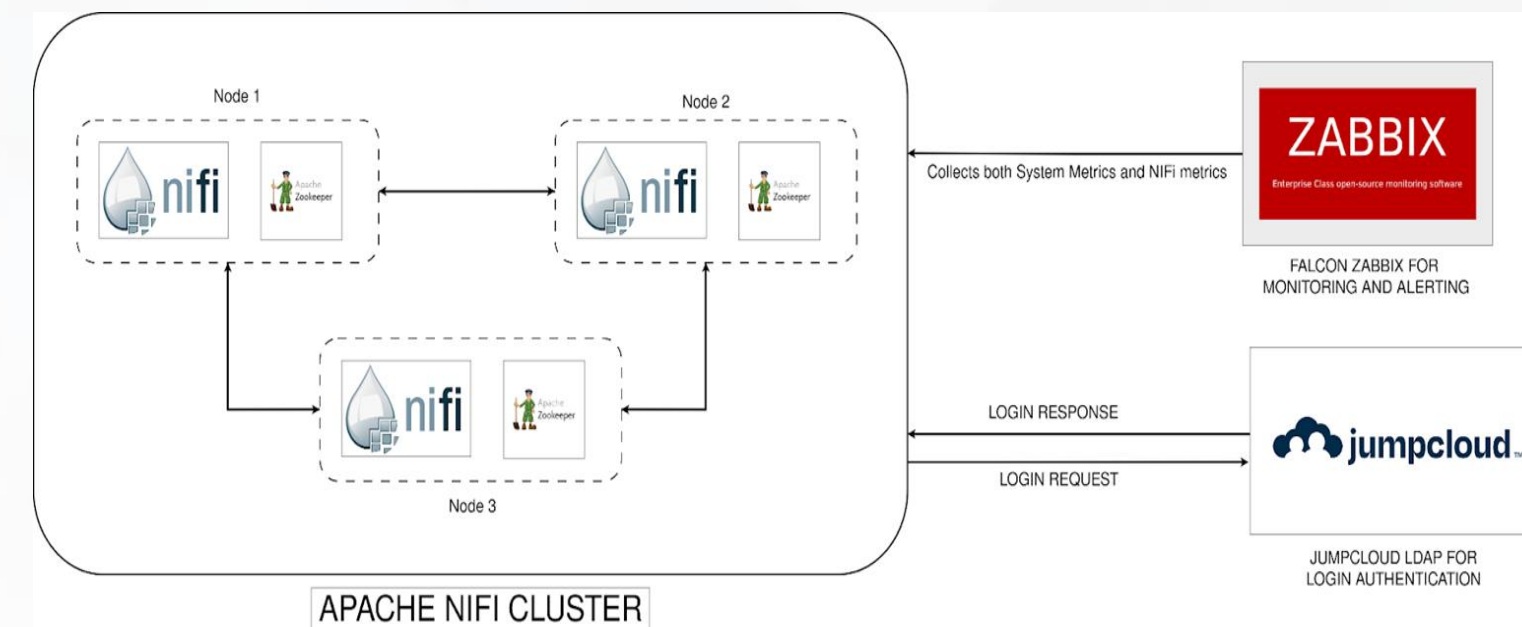 Node 1
Node 2
nifi
Apache
Zookeeper
nifi
Apache
Zookeeper
nifi
Apache
Zookeeper
Node 3
APACHE NIFI CLUSTER
Collects both System Metrics and NIFi metrics
ZABBIX
Enterprise Class open-source monitoring software
FALCON ZABBIX FOR
MONITORING AND ALERTING
LOGIN RESPONSE
LOGIN REQUEST
jumpcloud™
JUMPCLOUD LDAP FOR
LOGIN AUTHENTICATION